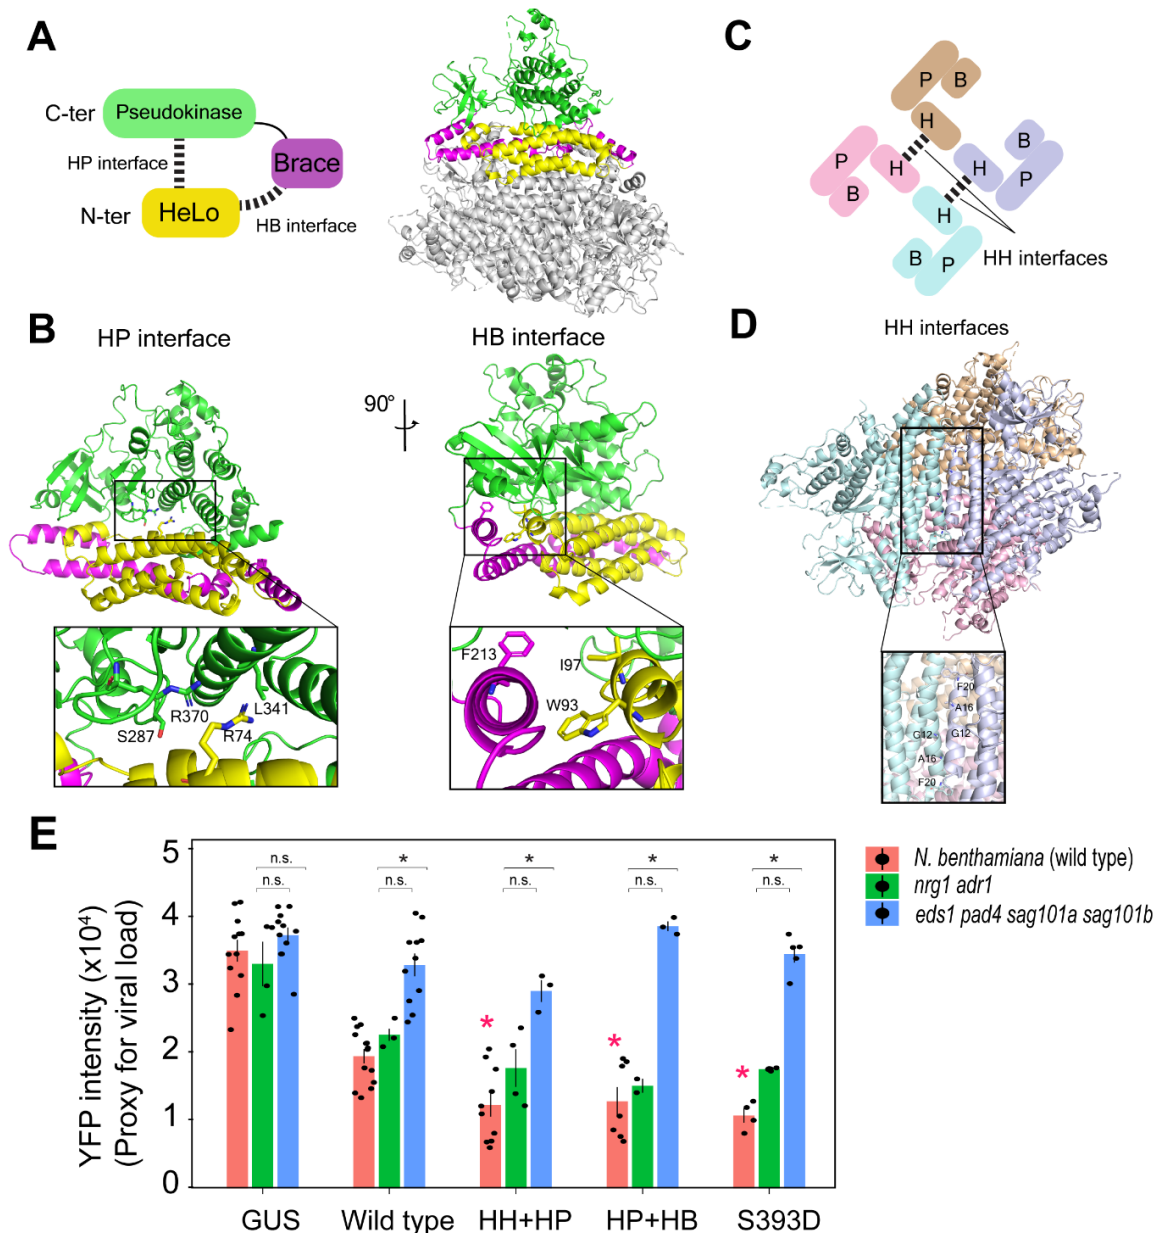 A
C-ter
Pseudokinase
HP interface
Brace
N-ter
HeLo
HB interface
C
P
B
H
P
H
B
H
B
P
H
B
P
HH interfaces
B
HP interface
HB interface
90°
R370
L341
S287
R74
F213
I97
W93
D
HH interfaces
F20
A16
G12
G12
A16
F20
E
YFP intensity (x10⁴)
(Proxy for viral load)
5
4
3
2
1
0
n.s.
n.s.
*
n.s.
*
n.s.
*
n.s.
*
n.s.
*
*
*
GUS
Wild type
HH+HP
HP+HB
S393D
N. benthamiana (wild type)
nrg1 adr1
eds1 pad4 sag101a sag101b